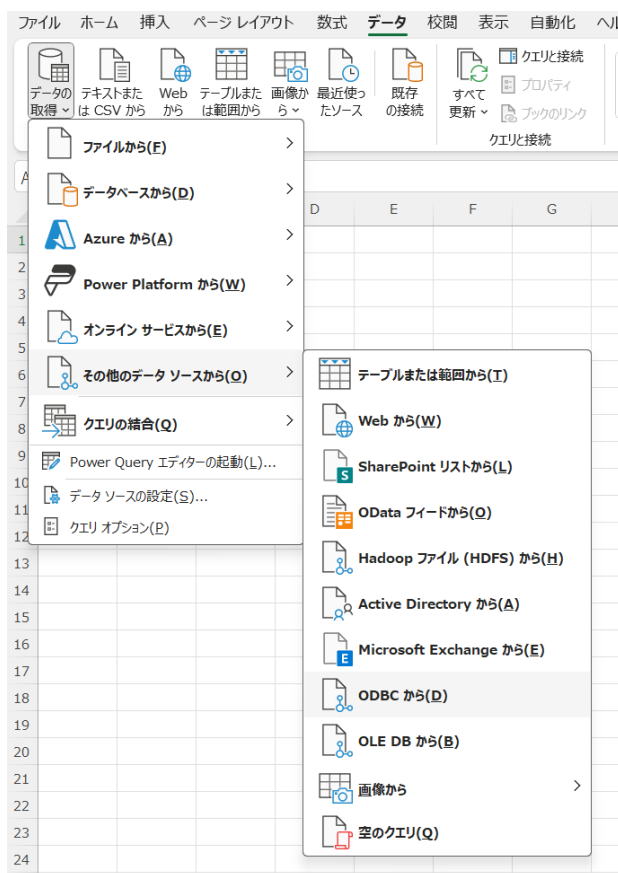 ファイル ホーム 挿入 ページ レイアウト 数式 データ 校閲 表示 自動化
データの取得
テキストまたは CSV から
Web から
テーブルまたは範囲から
画像から
最近使ったソース
既存の接続
すべて更新
クエリと接続
プロパティ
ブックのリンク
クエリと接続
ファイルから(F)
データベースから(D)
Azure から(A)
Power Platform から(W)
オンライン サービスから(E)
その他のデータ ソースから(O)
クエリの結合(Q)
Power Query エディターの起動(L)...
データ ソースの設定(S)...
クエリ オプション(P)
テーブルまたは範囲から(T)
Web から(W)
SharePoint リストから(L)
OData フィードから(O)
Hadoop ファイル (HDFS) から(H)
Active Directory から(A)
Microsoft Exchange から(E)
ODBC から(D)
OLE DB から(B)
画像から
空のクエリ(Q)
D E F G
1
2
3
4
5
6
7
8
9
10
11
12
13
14
15
16
17
18
19
20
21
22
23
24